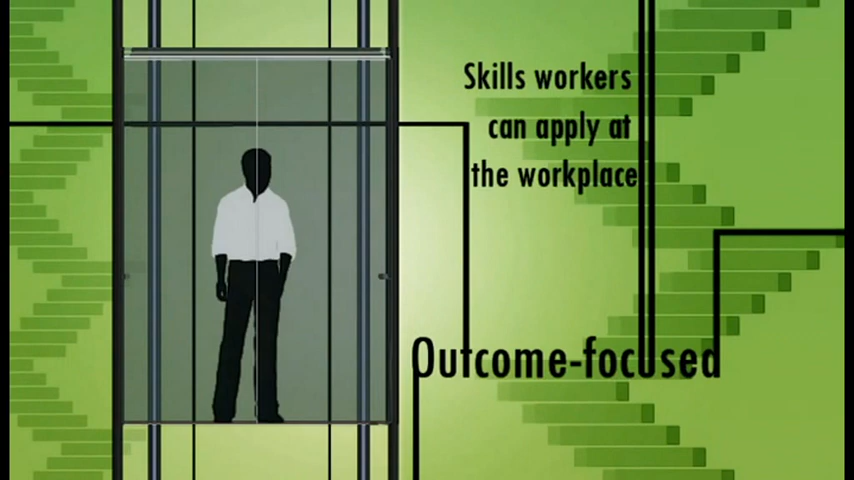 Skills workers
can apply at
the workplace
Outcome-focused